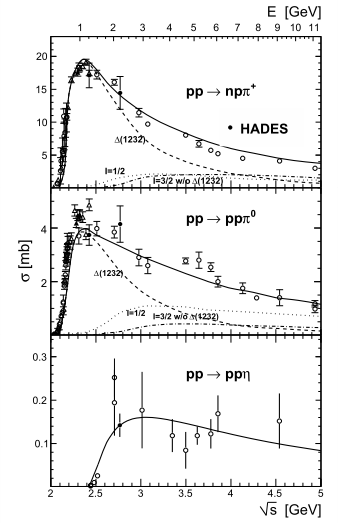 E [GeV]
1 2 3 4 5 6 7 8 9 10 11
20
15
10
5
pp → npπ⁺
• HADES
Δ(1232)
I=1/2
I=3/2 w/o Δ(1232)
4
2
pp → ppπ⁰
Δ(1232)
I=1/2
I=3/2 w/o Δ(1232)
σ [mb]
0.3
0.2
0.1
pp → ppη
2 2.5 3 3.5 4 4.5 5
√s [GeV]